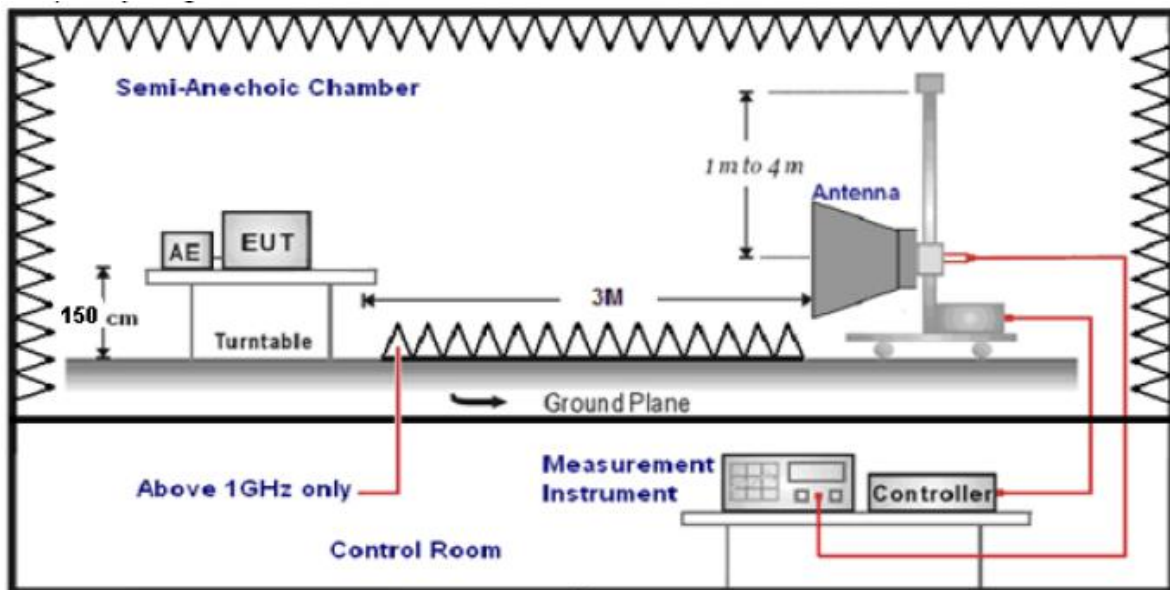 Semi-Anechoic Chamber
1 m to 4 m
Antenna
AE
EUT
150 cm
3M
Turntable
Ground Plane
Above 1GHz only
Measurement
Instrument
Controller
Control Room